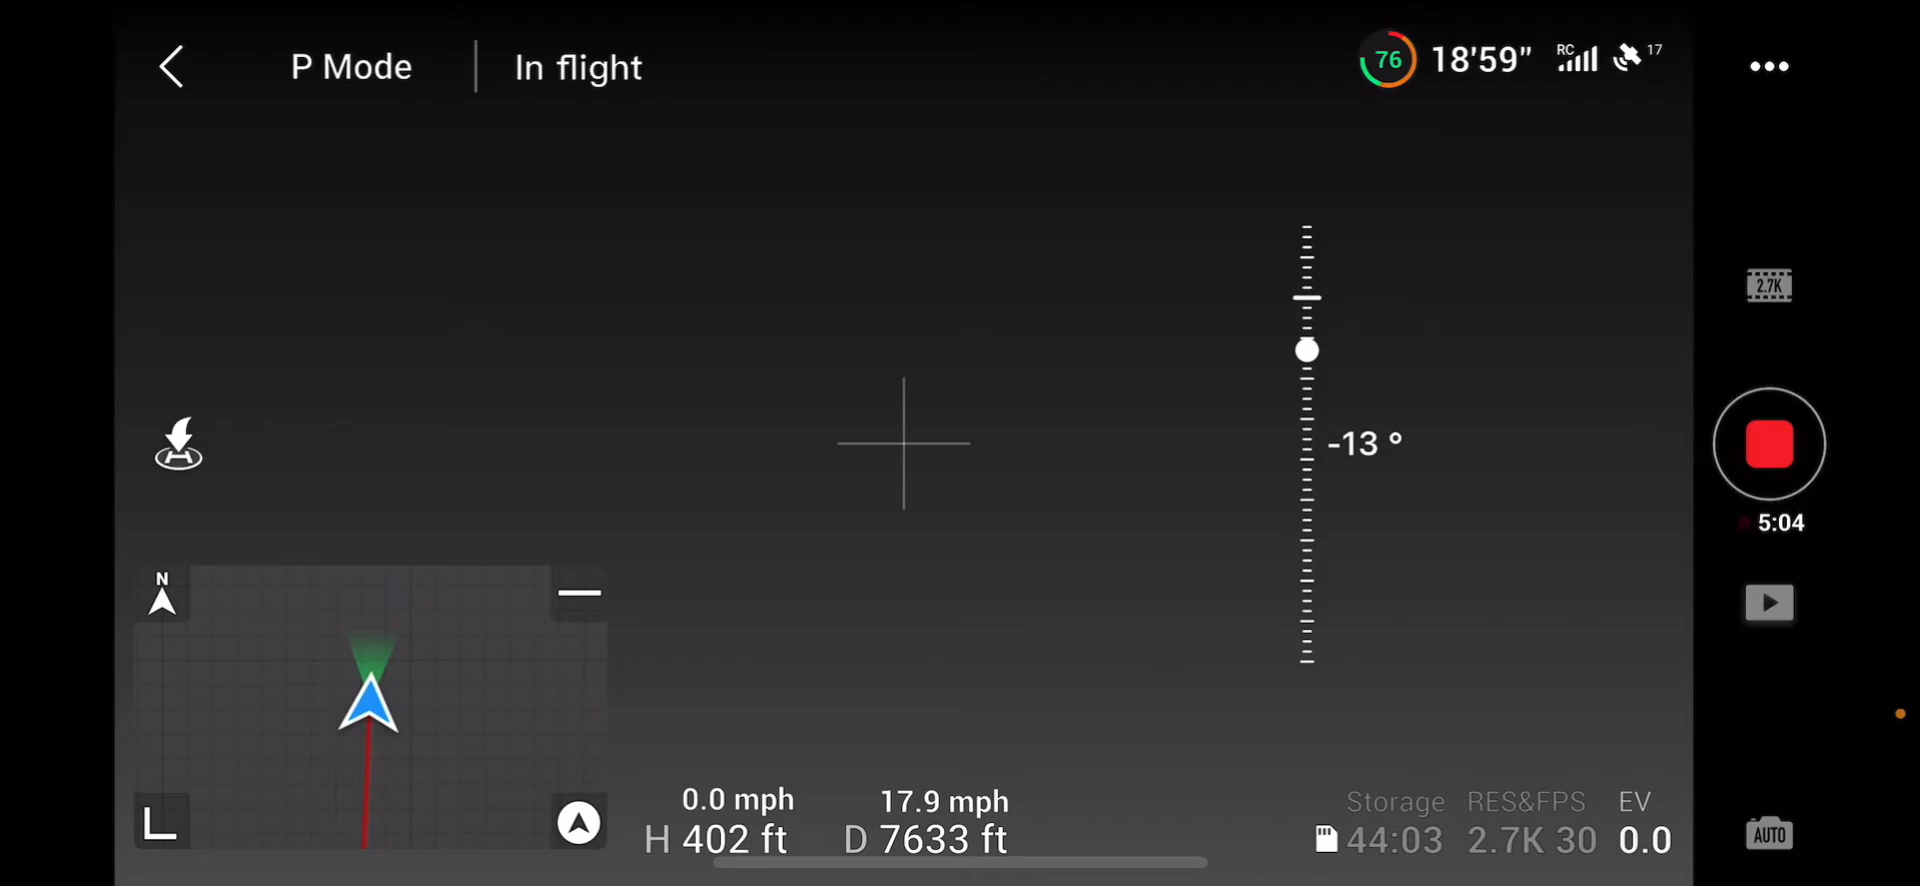 P Mode
In flight
76
18'59"
RC
17
2.7K
-13 °
5:04
N
0.0 mph
17.9 mph
H 402 ft
D 7633 ft
Storage
RES&FPS
EV
44:03
2.7K 30
0.0
AUTO